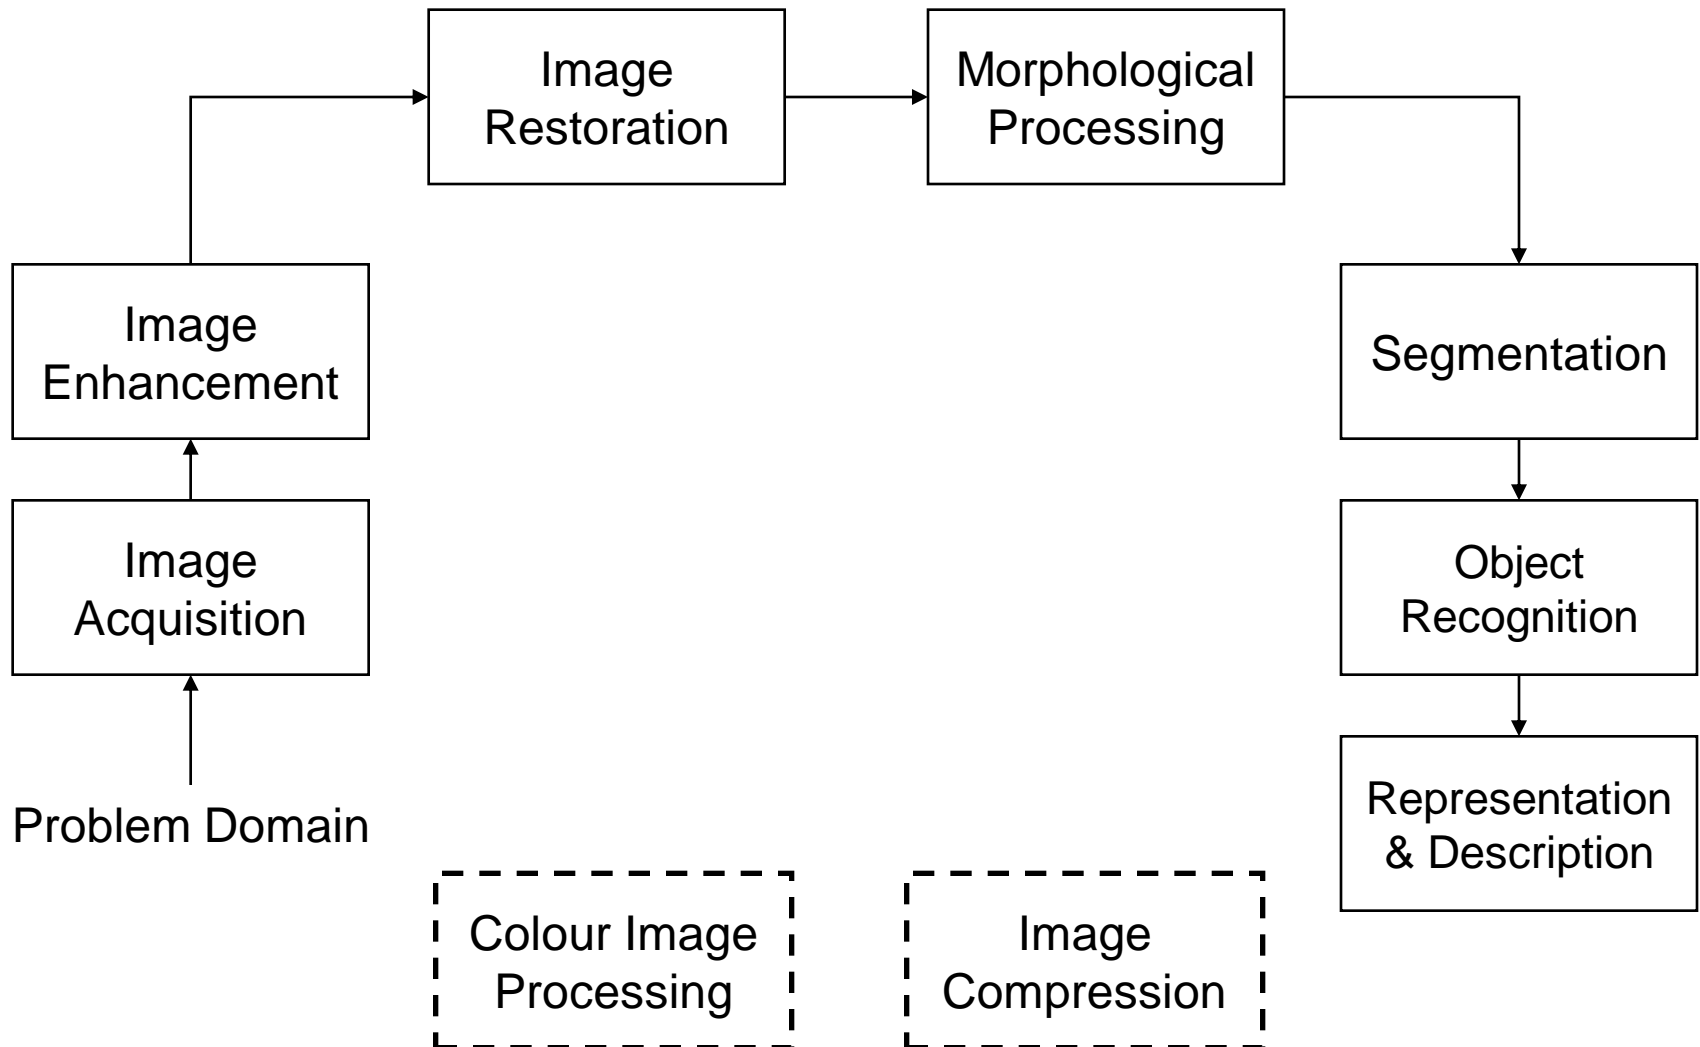 Image
Restoration
Morphological
Processing
Image
Enhancement
Segmentation
Image
Acquisition
Object
Recognition
Problem Domain
Representation
& Description
Colour Image
Processing
Image
Compression